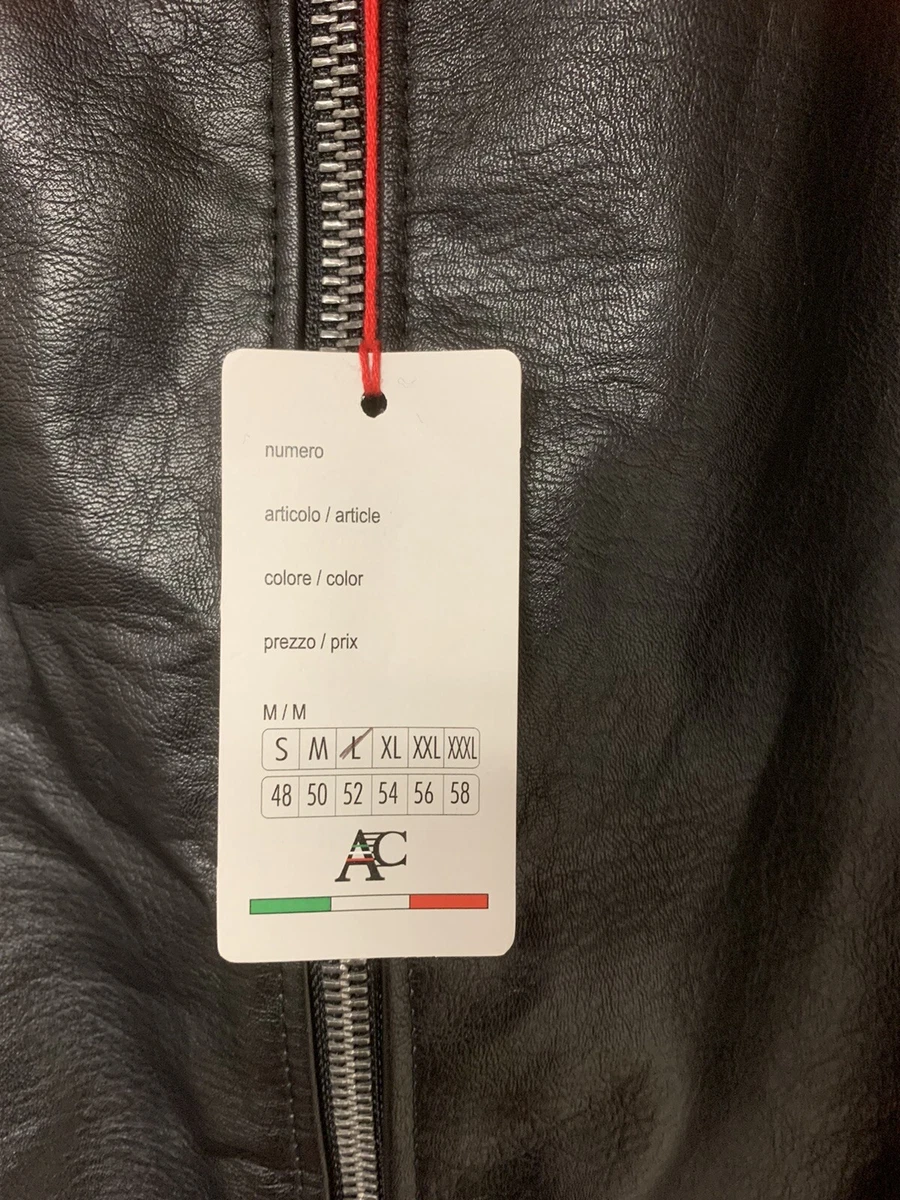 numero
articolo / article
colore / color
prezzo / prix
M / M
S M L XL XXL XXXL
48 50 52 54 56 58
AC